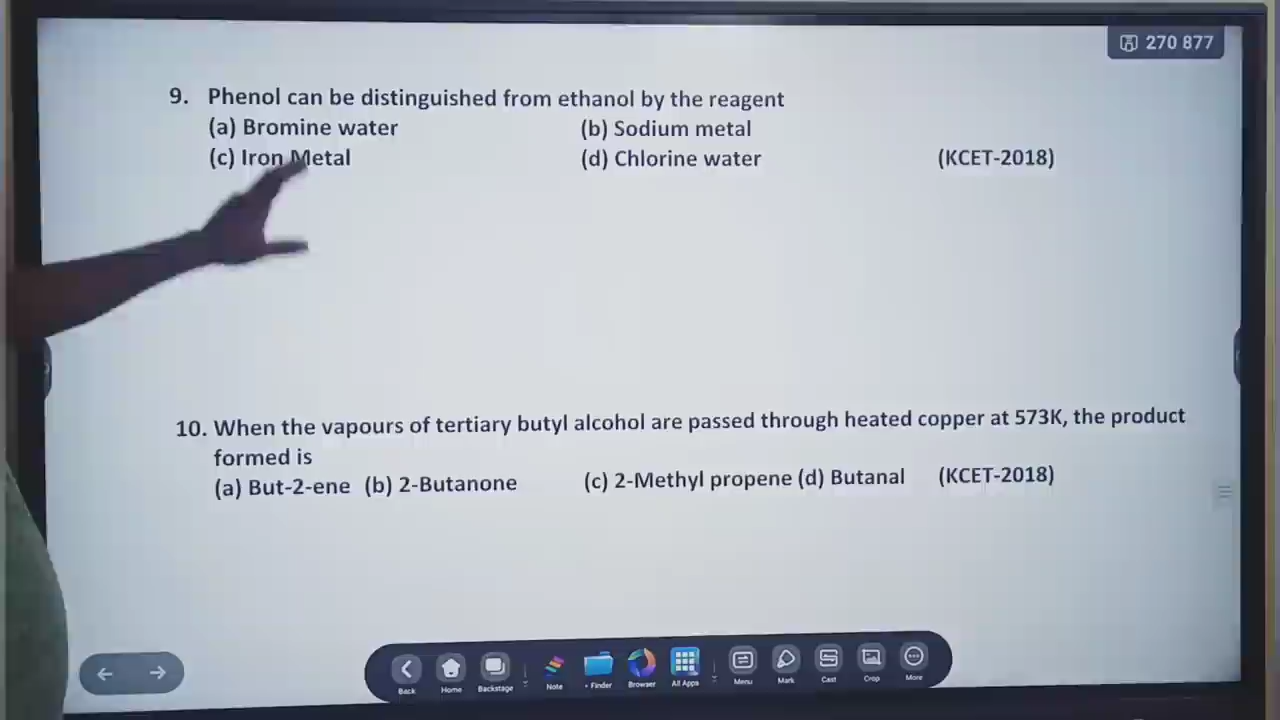 270 877
9. Phenol can be distinguished from ethanol by the reagent
(a) Bromine water (b) Sodium metal
(c) Iron Metal (d) Chlorine water (KCET-2018)
10. When the vapours of tertiary butyl alcohol are passed through heated copper at 573K, the product
formed is
(a) But-2-ene (b) 2-Butanone (c) 2-Methyl propene (d) Butanal (KCET-2018)
Back Home Backstage Note Finder Browser All Apps Menu Mark Cast Crop More